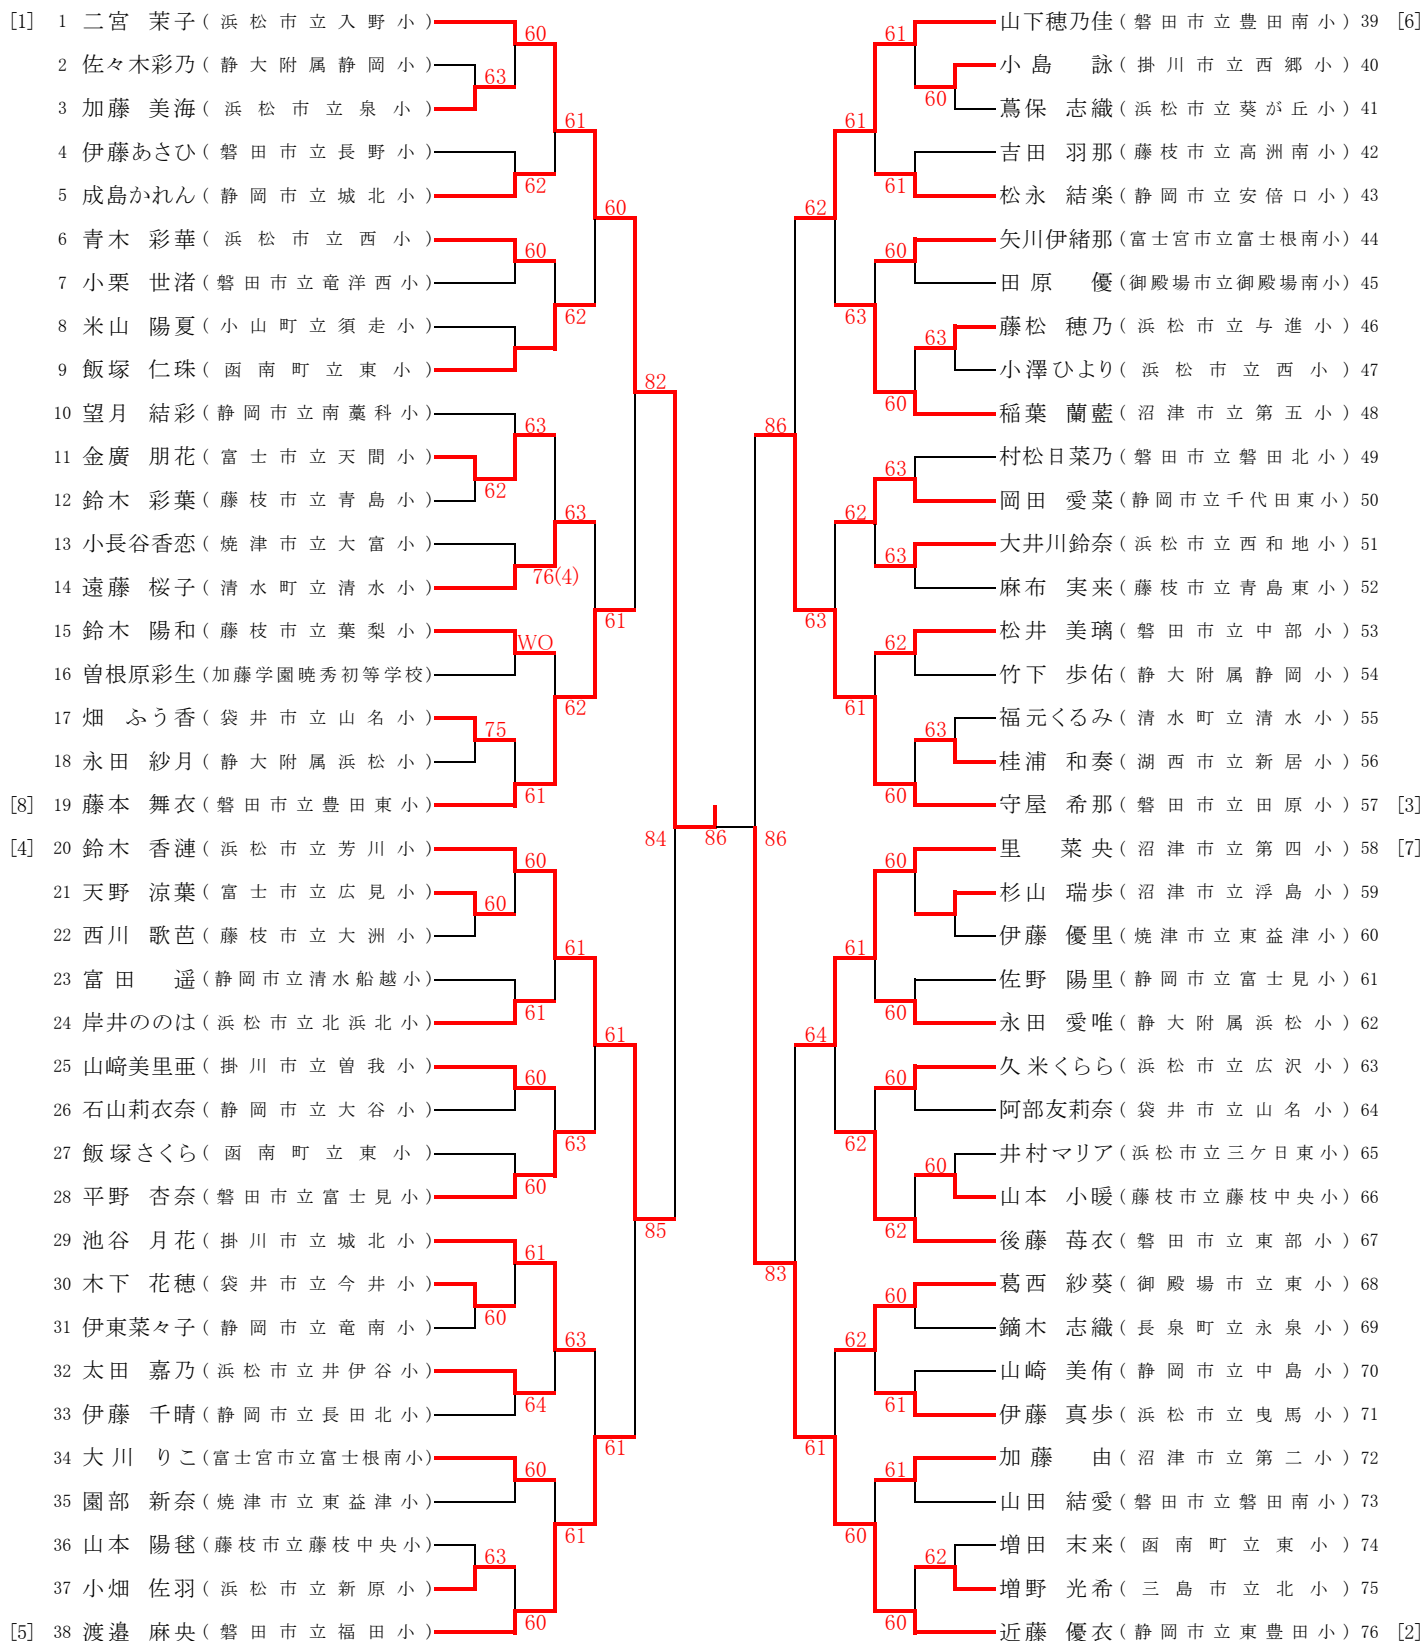 [1] 1 二宮 茉子 (浜松市立入野小)
60
2 佐々木彩乃 (静大附属静岡小)
63
3 加藤 美海 (浜松市立泉小)
61
4 伊藤あさひ (磐田市立長野小)
62
5 成島かれん (静岡市立城北小)
60
6 青木 彩華 (浜松市立西小)
60
7 小栗 世渚 (磐田市立竜洋西小)
62
8 米山 陽夏 (小山町立須走小)
9 飯塚 仁珠 (函南町立東小)
82
10 望月 結彩 (静岡市立南藁科小)
63
11 金廣 朋花 (富士市立天間小)
62
12 鈴木 彩葉 (藤枝市立青島小)
63
13 小長谷香恋 (焼津市立大富小)
76(4)
14 遠藤 桜子 (清水町立清水小)
61
15 鈴木 陽和 (藤枝市立葉梨小)
WO
16 曽根原彩生 (加藤学園暁秀初等学校)
62
17 畑 ふう香 (袋井市立山名小)
75
18 永田 紗月 (静大附属浜松小)
61
[8] 19 藤本 舞衣 (磐田市立豊田東小)
84
86
86
[4] 20 鈴木 香漣 (浜松市立芳川小)
60
21 天野 涼葉 (富士市立広見小)
60
22 西川 歌芭 (藤枝市立大洲小)
61
23 富田 遥 (静岡市立清水船越小)
61
24 岸井ののは (浜松市立北浜北小)
61
25 山﨑美里亜 (掛川市立曽我小)
60
26 石山莉衣奈 (静岡市立大谷小)
63
27 飯塚さくら (函南町立東小)
60
28 平野 杏奈 (磐田市立富士見小)
85
29 池谷 月花 (掛川市立城北小)
61
30 木下 花穂 (袋井市立今井小)
60
31 伊東菜々子 (静岡市立竜南小)
63
32 太田 嘉乃 (浜松市立井伊谷小)
64
33 伊藤 千晴 (静岡市立長田北小)
61
34 大川 りこ (富士宮市立富士根南小)
60
35 園部 新奈 (焼津市立東益津小)
61
36 山本 陽毬 (藤枝市立藤枝中央小)
63
37 小畑 佐羽 (浜松市立新原小)
60
[5] 38 渡邉 麻央 (磐田市立福田小)
山下穂乃佳 (磐田市立豊田南小) 39 [6]
61
小島 詠 (掛川市立西郷小) 40
60
蔦保 志織 (浜松市立葵が丘小) 41
61
吉田 羽那 (藤枝市立高洲南小) 42
61
松永 結楽 (静岡市立安倍口小) 43
62
矢川伊緒那 (富士宮市立富士根南小) 44
60
田原 優 (御殿場市立御殿場南小) 45
63
藤松 穂乃 (浜松市立与進小) 46
63
小澤ひより (浜松市立西小) 47
60
稲葉 蘭藍 (沼津市立第五小) 48
86
村松日菜乃 (磐田市立磐田北小) 49
63
岡田 愛菜 (静岡市立千代田東小) 50
62
大井川鈴奈 (浜松市立西和地小) 51
63
麻布 実来 (藤枝市立青島東小) 52
63
松井 美璃 (磐田市立中部小) 53
62
竹下 歩佑 (静大附属静岡小) 54
61
福元くるみ (清水町立清水小) 55
63
桂浦 和奏 (湖西市立新居小) 56
60
守屋 希那 (磐田市立田原小) 57 [3]
里 菜央 (沼津市立第四小) 58 [7]
60
杉山 瑞歩 (沼津市立浮島小) 59
伊藤 優里 (焼津市立東益津小) 60
61
佐野 陽里 (静岡市立富士見小) 61
60
永田 愛唯 (静大附属浜松小) 62
64
久米くらら (浜松市立広沢小) 63
60
阿部友莉奈 (袋井市立山名小) 64
62
井村マリア (浜松市立三ケ日東小) 65
60
山本 小暖 (藤枝市立藤枝中央小) 66
62
後藤 苺衣 (磐田市立東部小) 67
83
葛西 紗葵 (御殿場市立東小) 68
60
鏑木 志織 (長泉町立永泉小) 69
62
山崎 美侑 (静岡市立中島小) 70
61
伊藤 真歩 (浜松市立曳馬小) 71
61
加藤 由 (沼津市立第二小) 72
61
山田 結愛 (磐田市立磐田南小) 73
60
増田 末来 (函南町立東小) 74
62
増野 光希 (三島市立北小) 75
60
近藤 優衣 (静岡市立東豊田小) 76 [2]